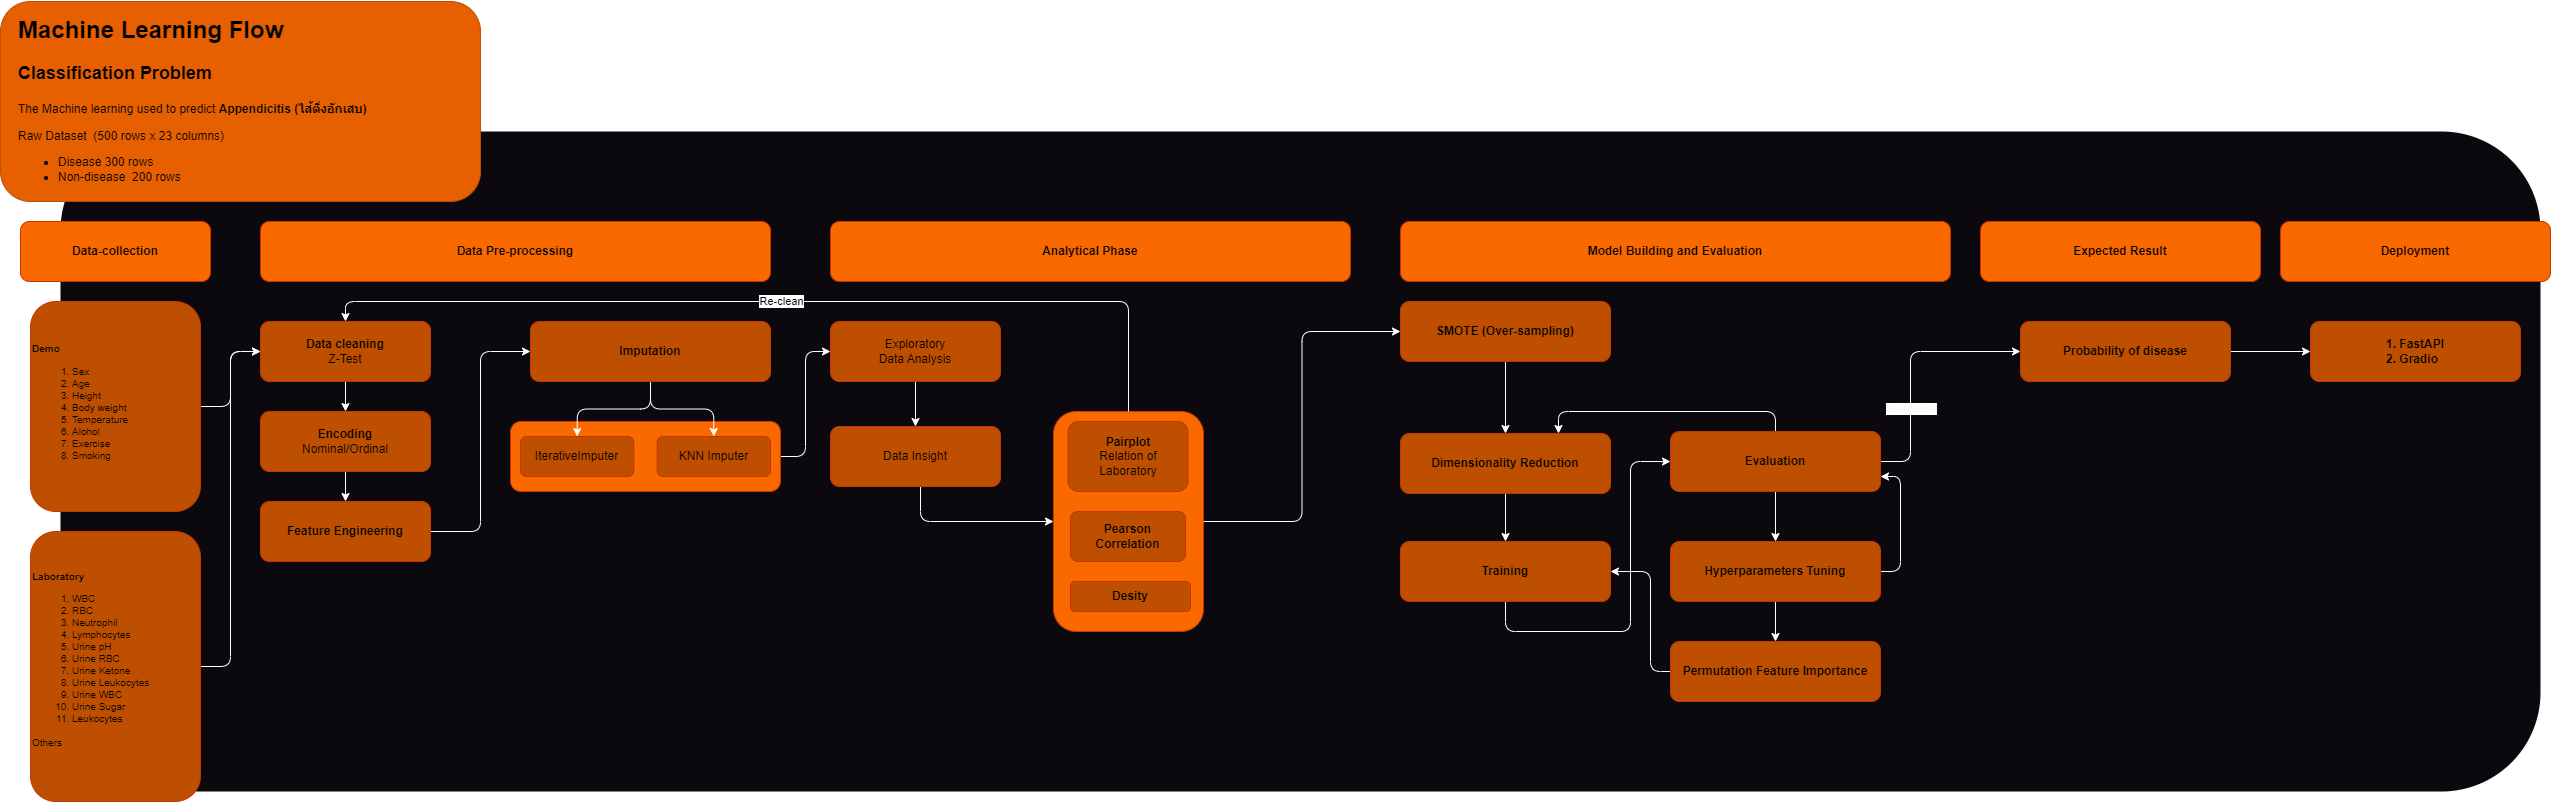 Machine Learning Flow
Classification Problem
The Machine learning used to predict Appendicitis (ไส้ติ่งอักเสบ)
Raw Dataset (500 rows x 23 columns)
• Disease 300 rows
• Non-disease 200 rows
Data-collection
Data Pre-processing
Analytical Phase
Model Building and Evaluation
Expected Result
Deployment
Demo
1. Sex
2. Age
3. Height
4. Body weight
5. Temperature
6. Alohol
7. Exercise
8. Smoking
Laboratory
1. WBC
2. RBC
3. Neutrophil
4. Lymphocytes
5. Urine pH
6. Urine RBC
7. Urine Ketone
8. Urine Leukocytes
9. Urine WBC
10. Urine Sugar
11. Leukocytes
Others
Re-clean
Data cleaning
Z-Test
Encoding
Nominal/Ordinal
Feature Engineering
Imputation
IterativeImputer
KNN Imputer
Exploratory
Data Analysis
Data Insight
Pairplot
Relation of
Laboratory
Pearson
Correlation
Desity
SMOTE (Over-sampling)
Dimensionality Reduction
Training
Evaluation
Hyperparameters Tuning
Permutation Feature Importance
Probability of disease
1. FastAPI
2. Gradio